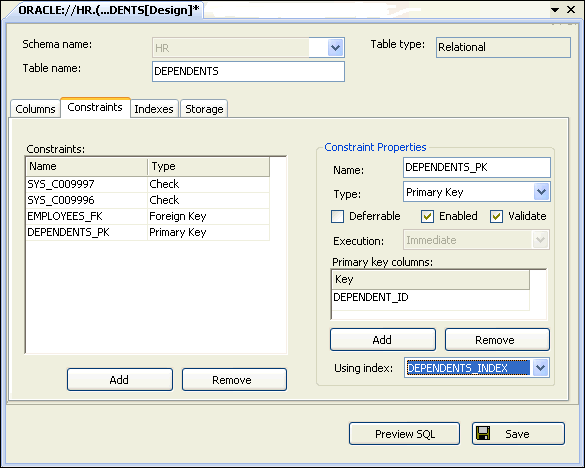 ORACLE://HR.(...DENTS[Design]*
Schema name: HR Table type: Relational
Table name: DEPENDENTS
Columns Constraints Indexes Storage
Constraints:
Name Type
SYS_C009997 Check
SYS_C009996 Check
EMPLOYEES_FK Foreign Key
DEPENDENTS_PK Primary Key
Add Remove
Constraint Properties
Name: DEPENDENTS_PK
Type: Primary Key
Deferrable Enabled Validate
Execution: Immediate
Primary key columns:
Key
DEPENDENT_ID
Add Remove
Using index: DEPENDENTS_INDEX
Preview SQL Save